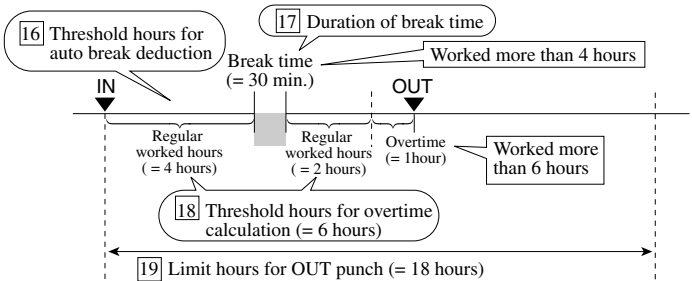 16 Threshold hours for
auto break deduction
17 Duration of break time
Break time
(= 30 min.)
Worked more than 4 hours
IN
OUT
Regular
worked hours
( = 4 hours)
Regular
worked hours
( = 2 hours)
Overtime
(= 1hour)
Worked more
than 6 hours
18 Threshold hours for overtime
calculation (= 6 hours)
19 Limit hours for OUT punch (= 18 hours)